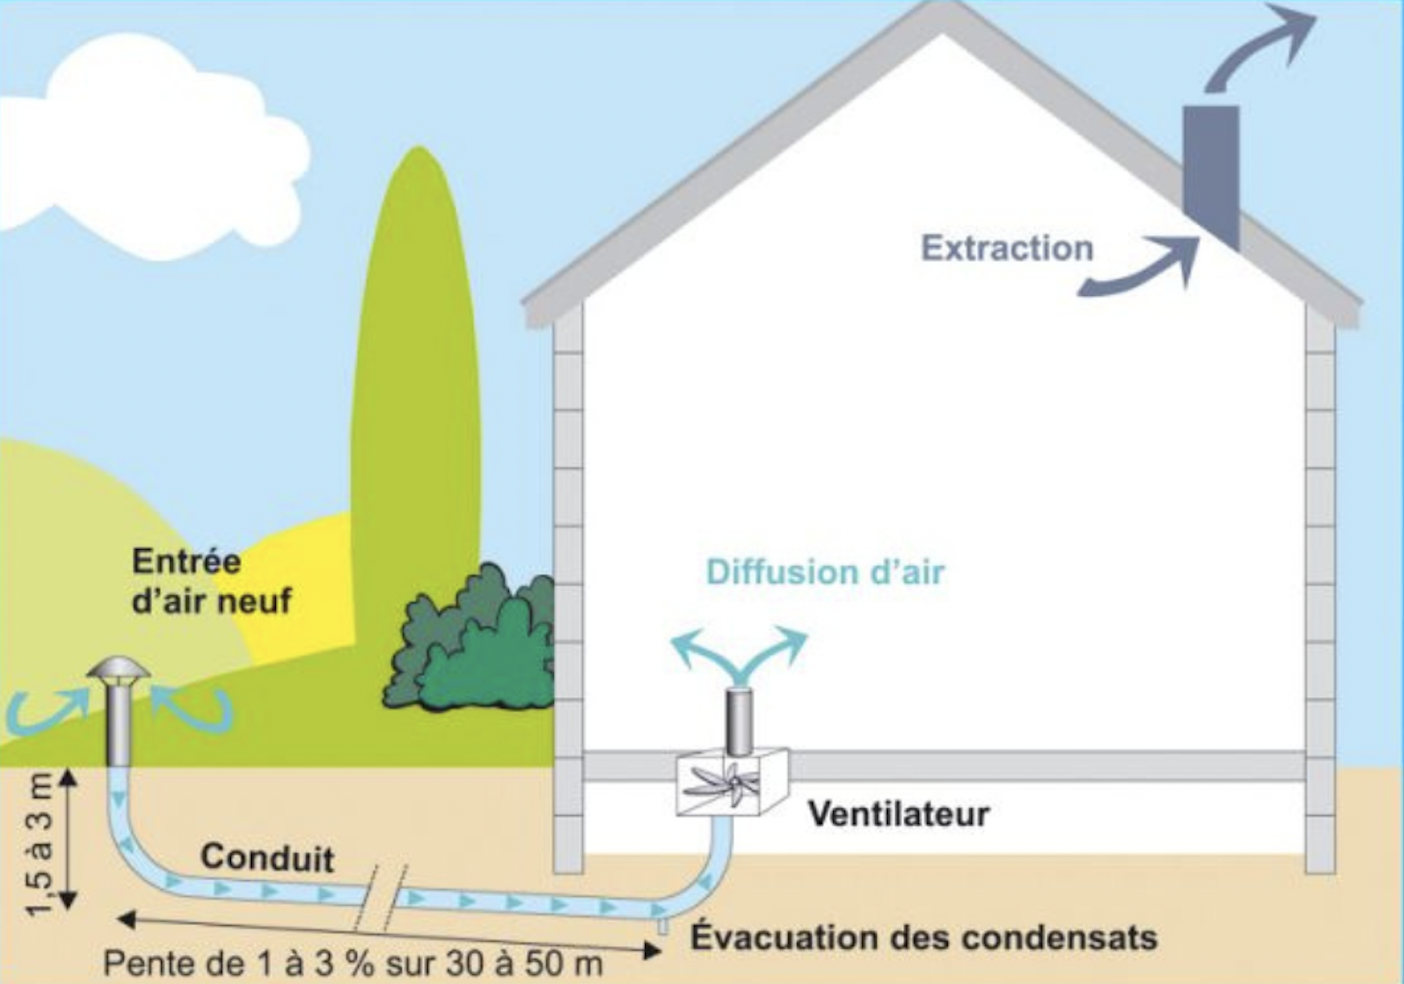 Extraction
Entrée
d'air neuf
Diffusion d'air
Ventilateur
1,5 à 3 m
Conduit
Évacuation des condensats
Pente de 1 à 3 % sur 30 à 50 m